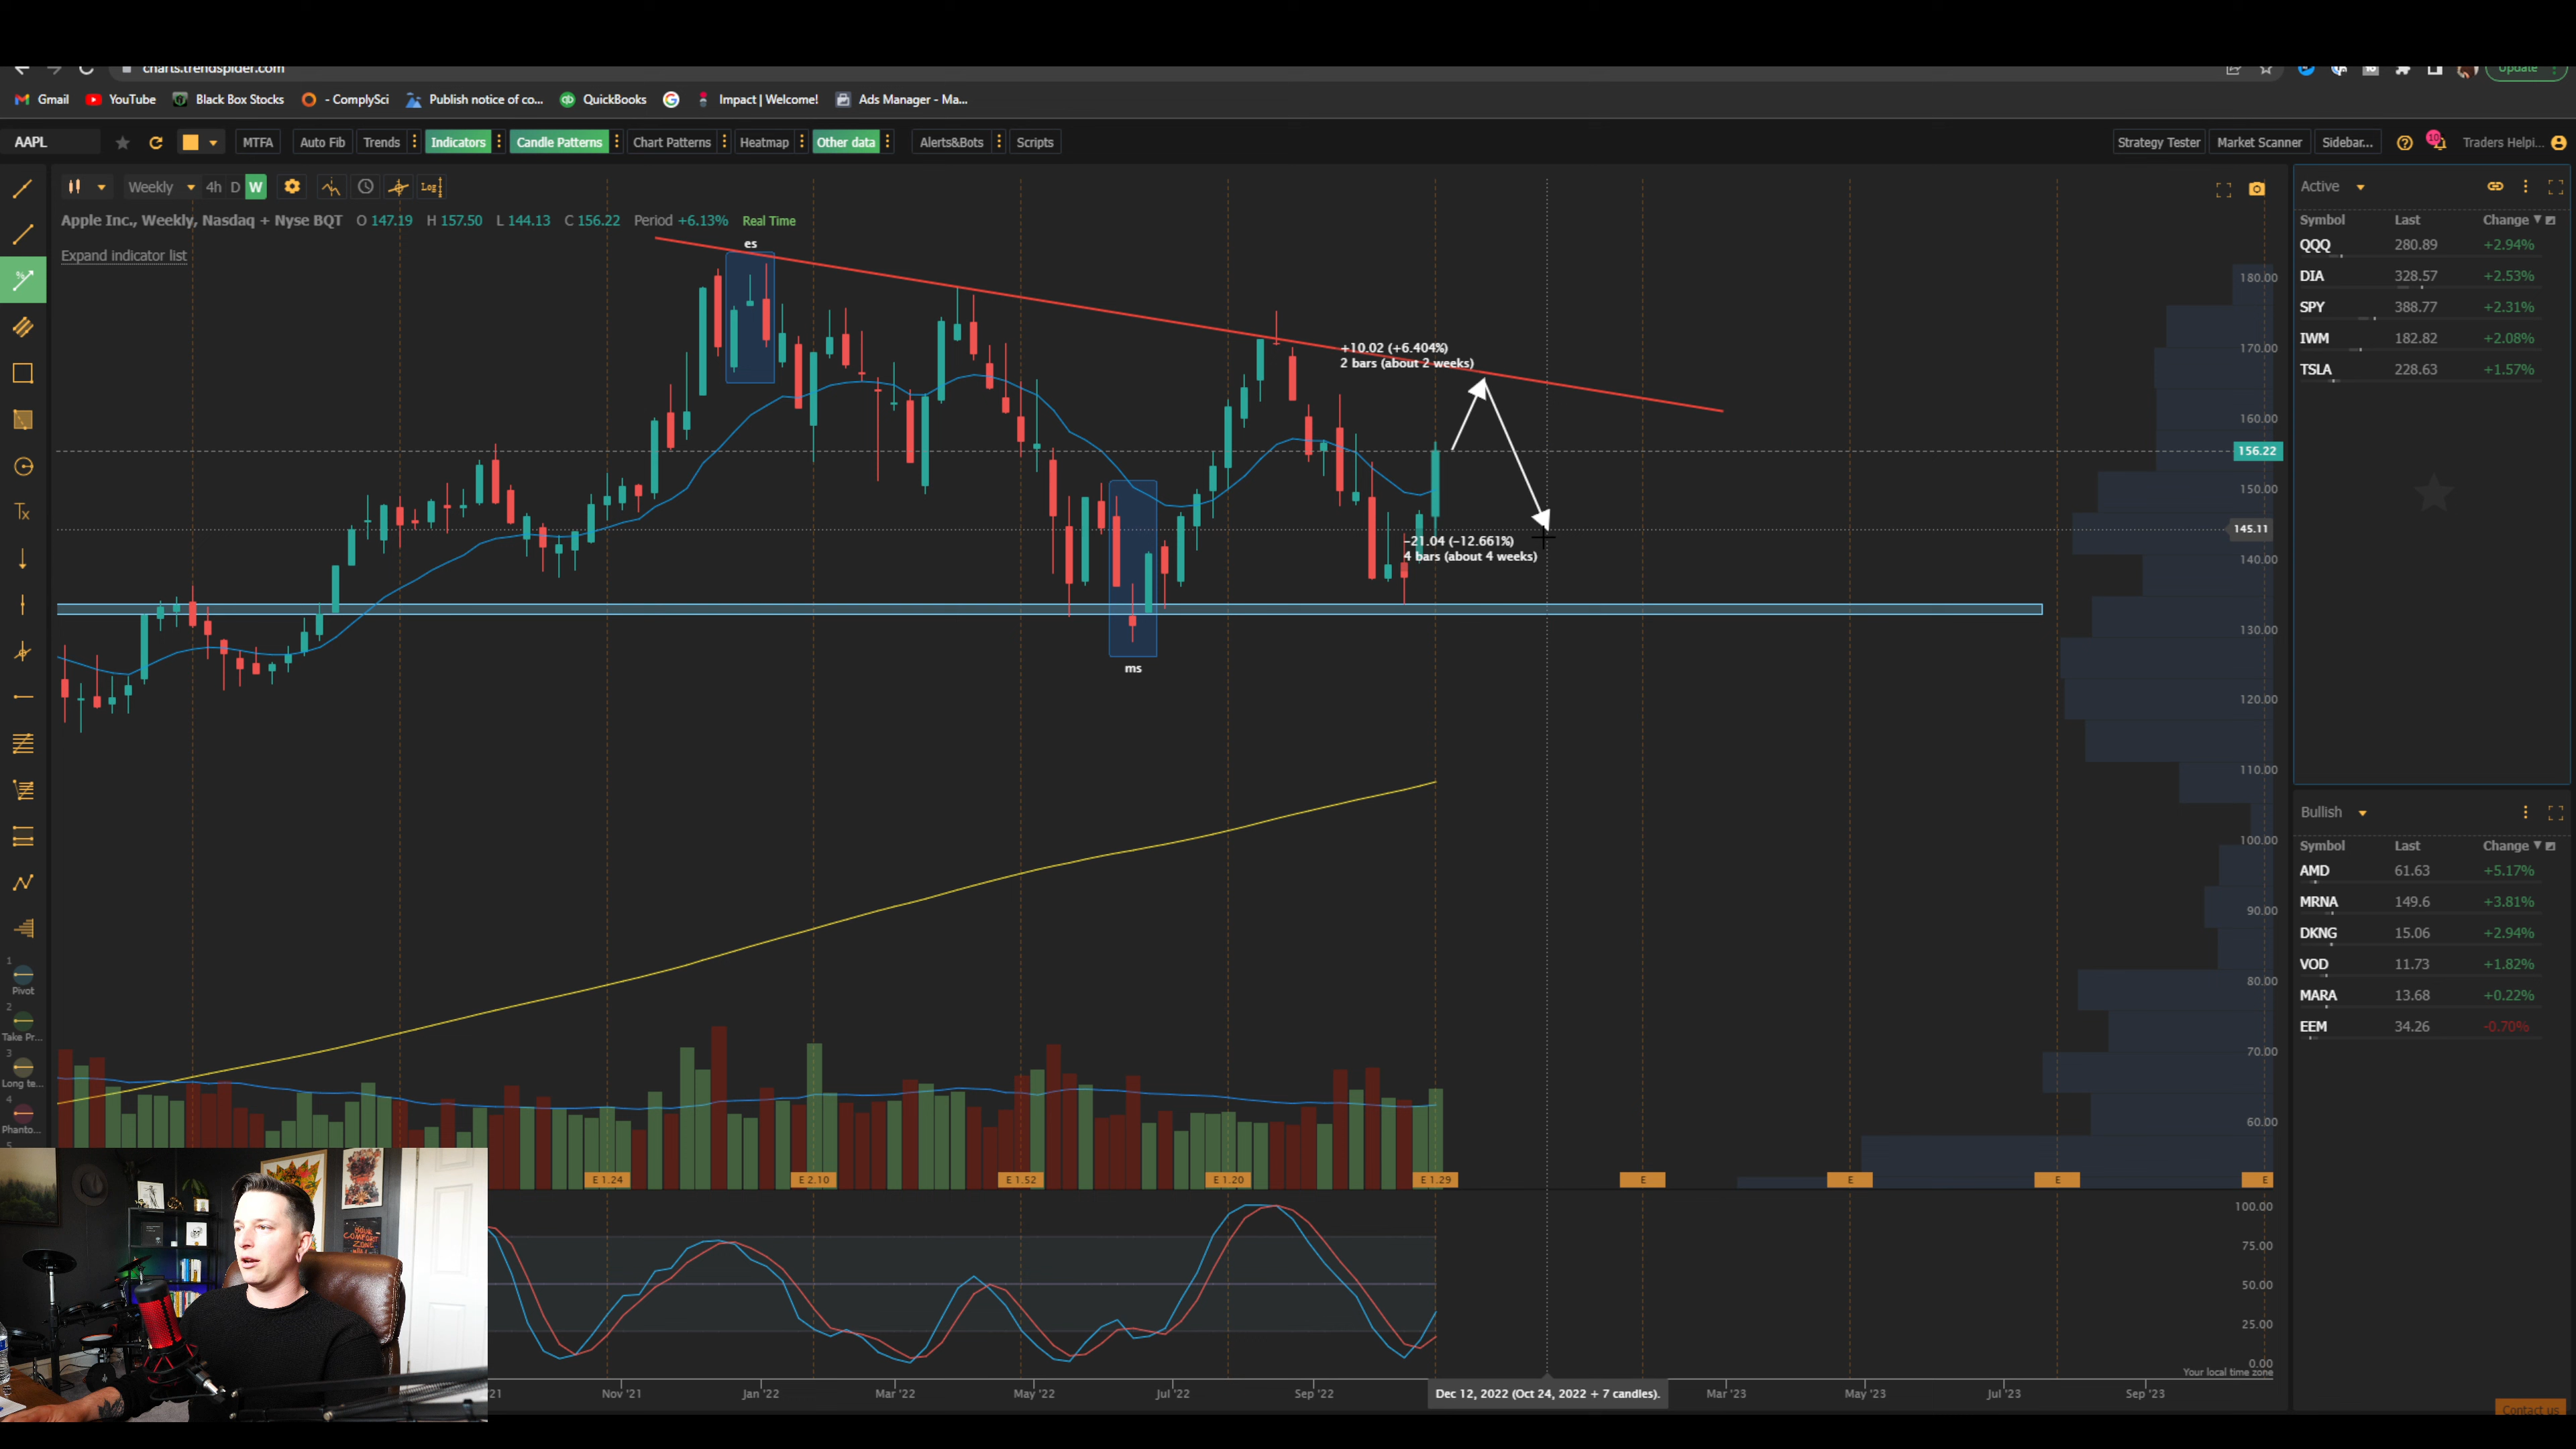 charts.trendspider.com
Update
Gmail YouTube Black Box Stocks - ComplySci Publish notice of co... QuickBooks Impact | Welcome! Ads Manager - Ma...
AAPL MTFA Auto Fib Trends Indicators Candle Patterns Chart Patterns Heatmap Other data Alerts&Bots Scripts Strategy Tester Market Scanner Sidebar... 10 Traders Helpi...
Weekly 4h D W Log
Apple Inc., Weekly, Nasdaq + Nyse BQT O 147.19 H 157.50 L 144.13 C 156.22 Period +6.13% Real Time
Expand indicator list
es
+10.02 (+6.404%)
2 bars (about 2 weeks)
-21.04 (-12.661%)
4 bars (about 4 weeks)
ms
180.00
170.00
160.00
156.22
150.00
145.11
140.00
130.00
120.00
110.00
100.00
90.00
80.00
70.00
60.00
Tx
1
Pivot
2
Take Pr...
3
Long te...
4
Phanto...
5
E 1.24 E 2.10 E 1.52 E 1.20 E 1.29 E E E E
100.00
75.00
50.00
25.00
0.00
Your local time zone
21 Nov '21 Jan '22 Mar '22 May '22 Jul '22 Sep '22 Dec 12, 2022 (Oct 24, 2022 + 7 candles). Mar '23 May '23 Jul '23 Sep '23
Active
Symbol Last Change
QQQ 280.89 +2.94%
DIA 328.57 +2.53%
SPY 388.77 +2.31%
IWM 182.82 +2.08%
TSLA 228.63 +1.57%
Bullish
Symbol Last Change
AMD 61.63 +5.17%
MRNA 149.6 +3.81%
DKNG 15.06 +2.94%
VOD 11.73 +1.82%
MARA 13.68 +0.22%
EEM 34.26 -0.70%
Contact us
COMFORT
ZONE